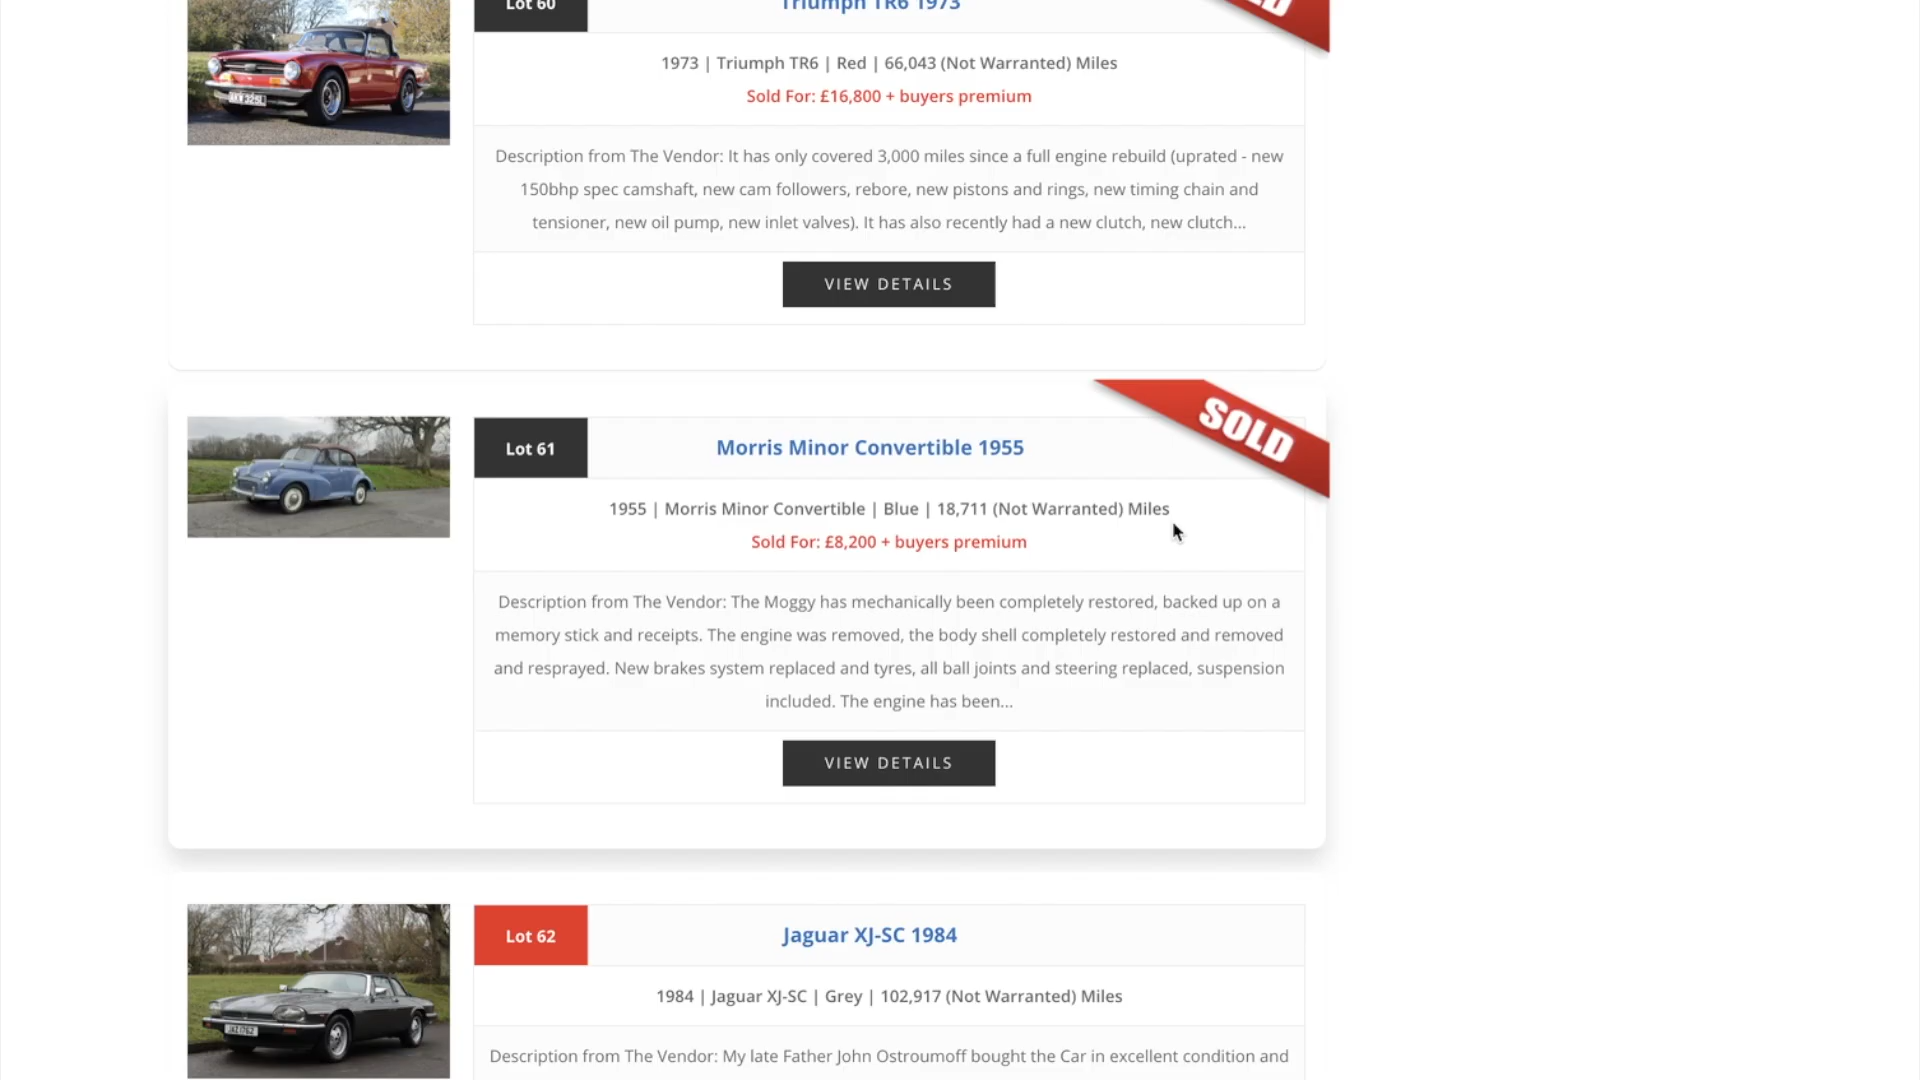 Lot 60
Triumph TR6 1973
1973 | Triumph TR6 | Red | 66,043 (Not Warranted) Miles
Sold For: £16,800 + buyers premium
Description from The Vendor: It has only covered 3,000 miles since a full engine rebuild (uprated - new
150bhp spec camshaft, new cam followers, rebore, new pistons and rings, new timing chain and
tensioner, new oil pump, new inlet valves). It has also recently had a new clutch, new clutch...
VIEW DETAILS
Lot 61
Morris Minor Convertible 1955
SOLD
1955 | Morris Minor Convertible | Blue | 18,711 (Not Warranted) Miles
Sold For: £8,200 + buyers premium
Description from The Vendor: The Moggy has mechanically been completely restored, backed up on a
memory stick and receipts. The engine was removed, the body shell completely restored and removed
and resprayed. New brakes system replaced and tyres, all ball joints and steering replaced, suspension
included. The engine has been...
VIEW DETAILS
Lot 62
Jaguar XJ-SC 1984
1984 | Jaguar XJ-SC | Grey | 102,917 (Not Warranted) Miles
Description from The Vendor: My late Father John Ostroumoff bought the Car in excellent condition and